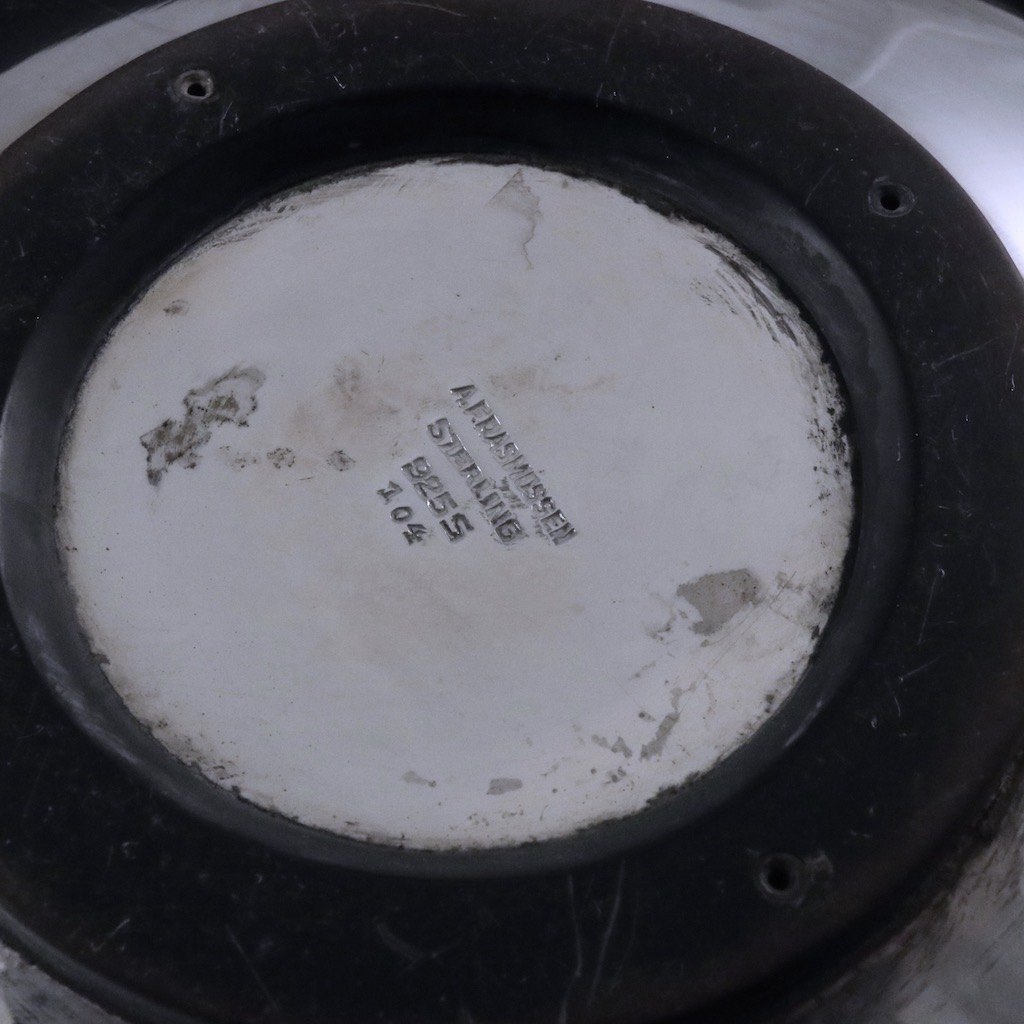 A.F. RASMUSSEN
STERLING
925S
104